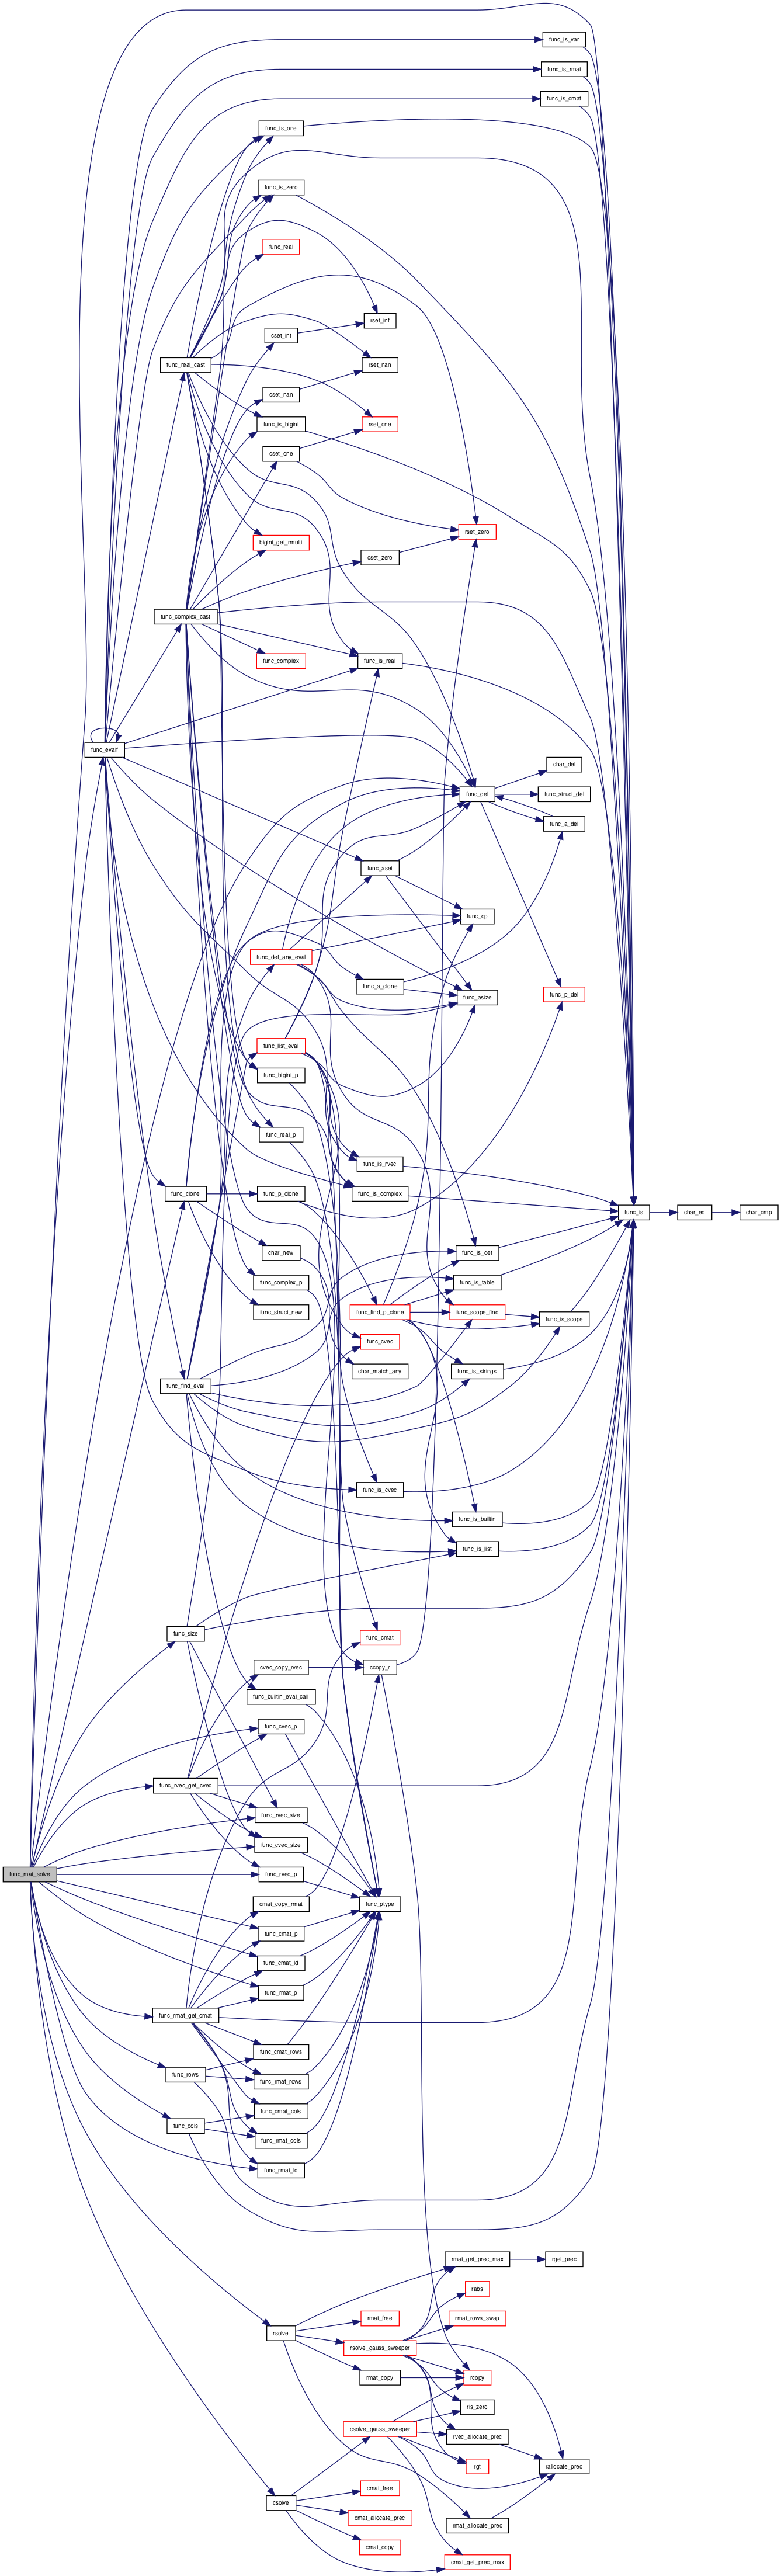 func_is_var
func_is_rmat
func_is_cmat
func_is_one
func_is_zero
func_real
rset_inf
cset_inf
func_real_cast
rset_nan
cset_nan
func_is_bigint
rset_one
cset_one
rset_zero
bigint_get_rmulti
cset_zero
func_complex_cast
func_complex
func_is_real
func_evalf
char_del
func_del
func_struct_del
func_a_del
func_aset
func_op
func_def_any_eval
func_a_clone
func_asize
func_p_del
func_list_eval
func_bigint_p
func_real_p
func_is_rvec
func_clone
func_p_clone
func_is_complex
func_is
char_eq
char_cmp
char_new
func_is_def
func_complex_p
func_is_table
func_struct_new
func_find_p_clone
func_scope_find
func_is_scope
func_cvec
char_match_any
func_is_strings
func_find_eval
func_is_cvec
func_is_builtin
func_is_list
func_size
func_cmat
cvec_copy_rvec
ccopy_r
func_builtin_eval_call
func_cvec_p
func_rvec_get_cvec
func_rvec_size
func_cvec_size
func_mat_solve
func_rvec_p
cmat_copy_rmat
func_ptype
func_cmat_p
func_cmat_ld
func_rmat_p
func_rmat_get_cmat
func_cmat_rows
func_rows
func_rmat_rows
func_cmat_cols
func_cols
func_rmat_cols
func_rmat_ld
rmat_get_prec_max
rget_prec
rabs
rmat_free
rmat_rows_swap
rsolve
rsolve_gauss_sweeper
rmat_copy
rcopy
ris_zero
csolve_gauss_sweeper
rvec_allocate_prec
rgt
rallocate_prec
cmat_free
csolve
cmat_allocate_prec
rmat_allocate_prec
cmat_copy
cmat_get_prec_max